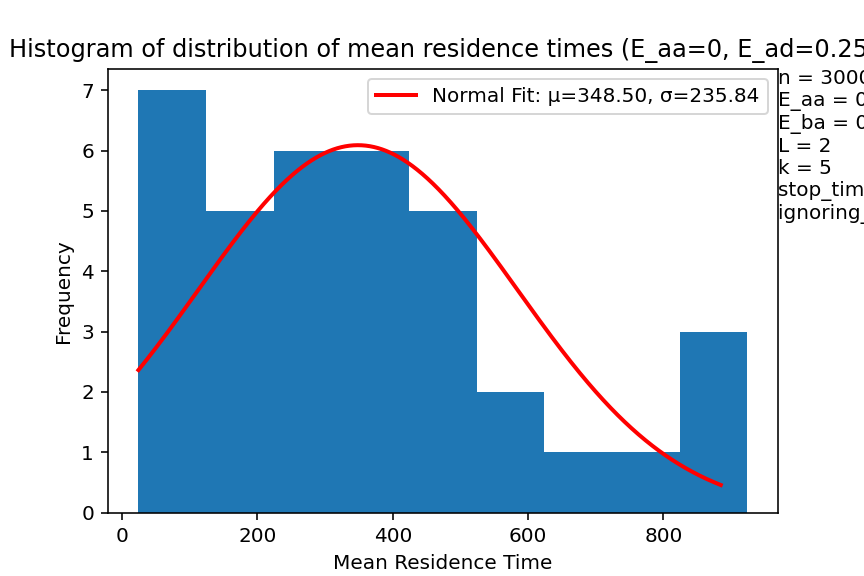 Histogram of distribution of mean residence times (E_aa=0, E_ad=0.25
Normal Fit: μ=348.50, σ=235.84
n = 3000
E_aa = 0
E_ba = 0
L = 2
k = 5
stop_tim
ignoring_
7
6
5
4
3
2
1
0
Frequency
0 200 400 600 800
Mean Residence Time